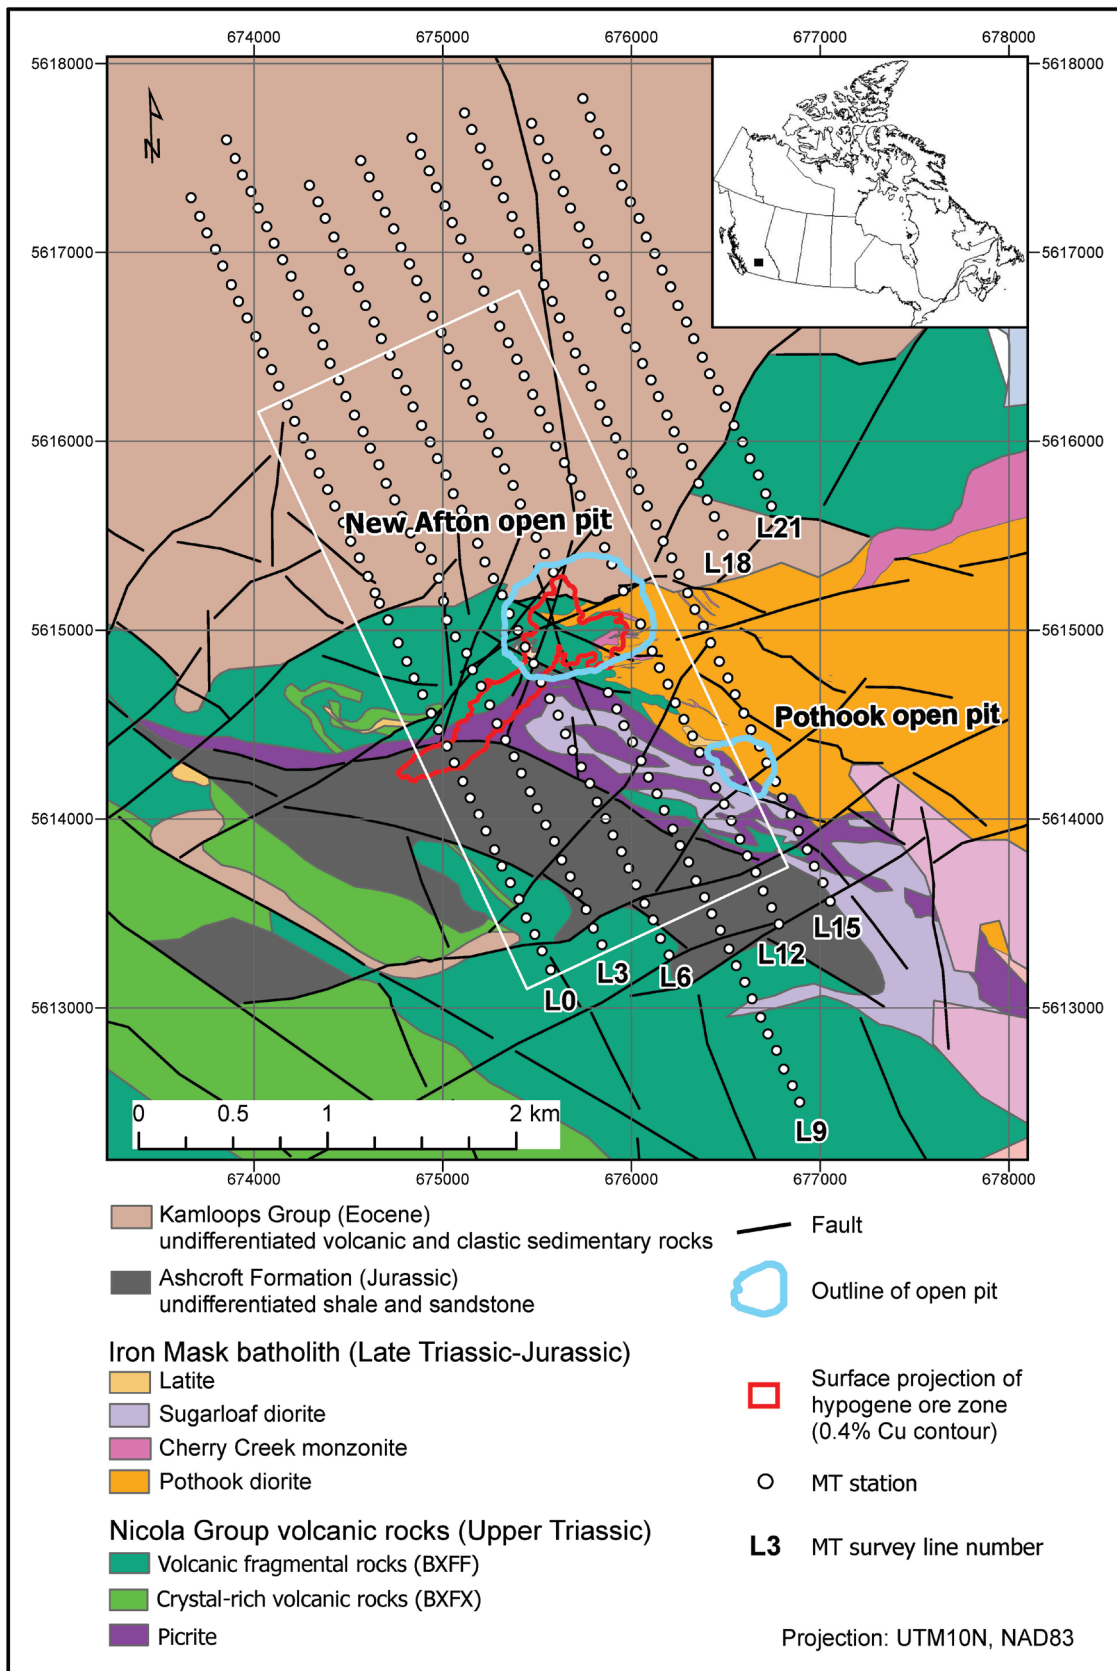 674000 675000 676000 677000 678000
5618000 5618000
N
5617000 5617000
5616000 5616000
New Afton open pit
L21
L18
5615000 5615000
Pothook open pit
5614000 5614000
L15
L12
L3
L6
L0
5613000 5613000
L9
0 0.5 1 2 km
674000 675000 676000 677000 678000
Kamloops Group (Eocene)
undifferentiated volcanic and clastic sedimentary rocks
Ashcroft Formation (Jurassic)
undifferentiated shale and sandstone
Iron Mask batholith (Late Triassic-Jurassic)
Latite
Sugarloaf diorite
Cherry Creek monzonite
Pothook diorite
Nicola Group volcanic rocks (Upper Triassic)
Volcanic fragmental rocks (BXFF)
Crystal-rich volcanic rocks (BXFX)
Picrite
Fault
Outline of open pit
Surface projection of
hypogene ore zone
(0.4% Cu contour)
MT station
L3 MT survey line number
Projection: UTM10N, NAD83